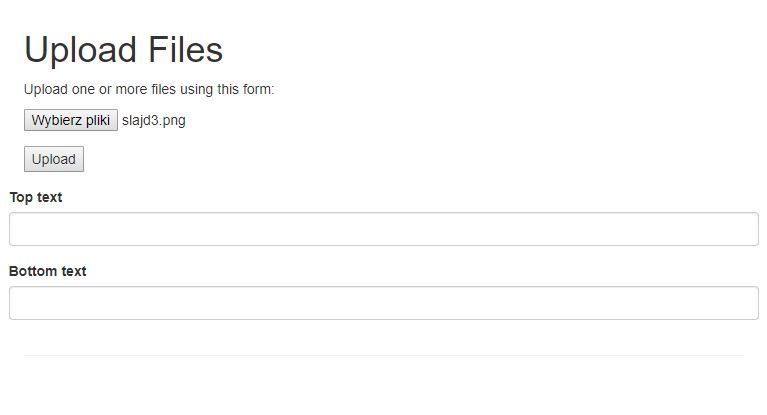 Upload Files
Upload one or more files using this form:
Wybierz pliki slajd3.png
Upload
Top text
Bottom text